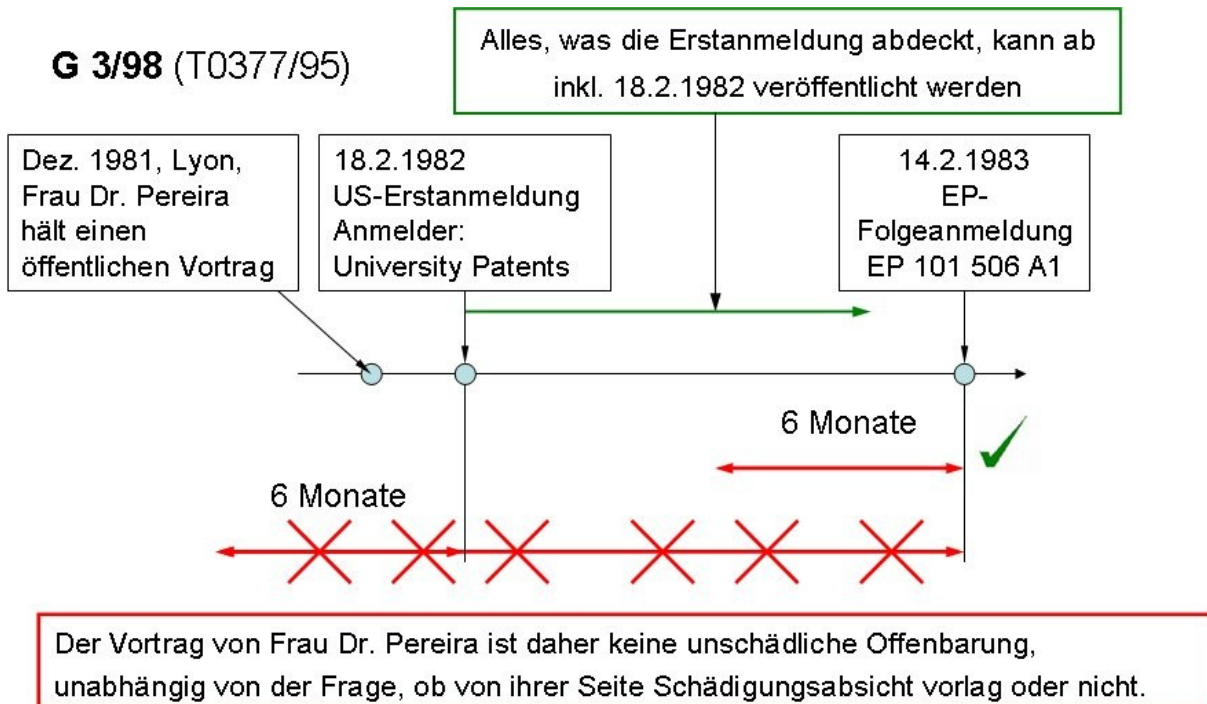 G 3/98 (T0377/95)
Alles, was die Erstanmeldung abdeckt, kann ab
inkl. 18.2.1982 veröffentlicht werden
Dez. 1981, Lyon,
Frau Dr. Pereira
hält einen
öffentlichen Vortrag
18.2.1982
US-Erstanmeldung
Anmelder:
University Patents
14.2.1983
EP-
Folgeanmeldung
EP 101 506 A1
6 Monate
6 Monate
Der Vortrag von Frau Dr. Pereira ist daher keine unschädliche Offenbarung,
unabhängig von der Frage, ob von ihrer Seite Schädigungsabsicht vorlag oder nicht.